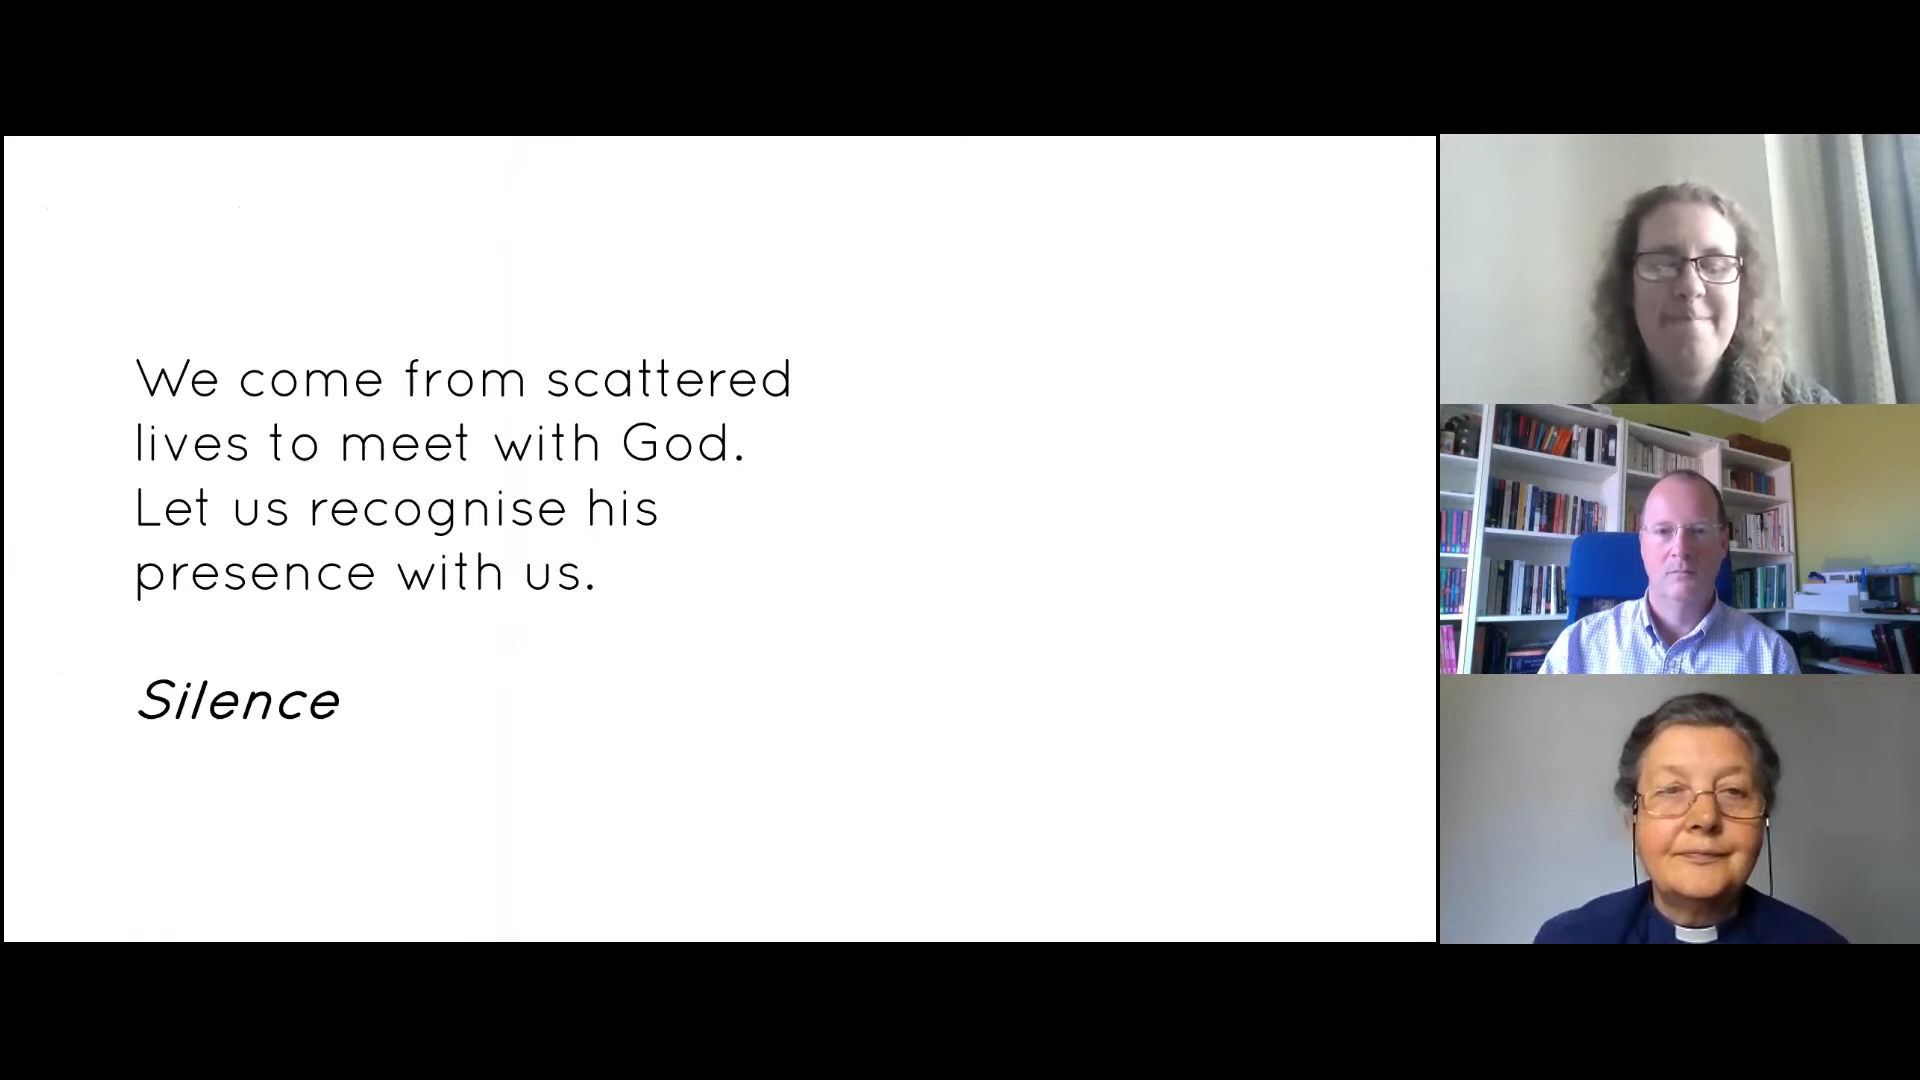 We come from scattered
lives to meet with God.
Let us recognise his
presence with us.
Silence